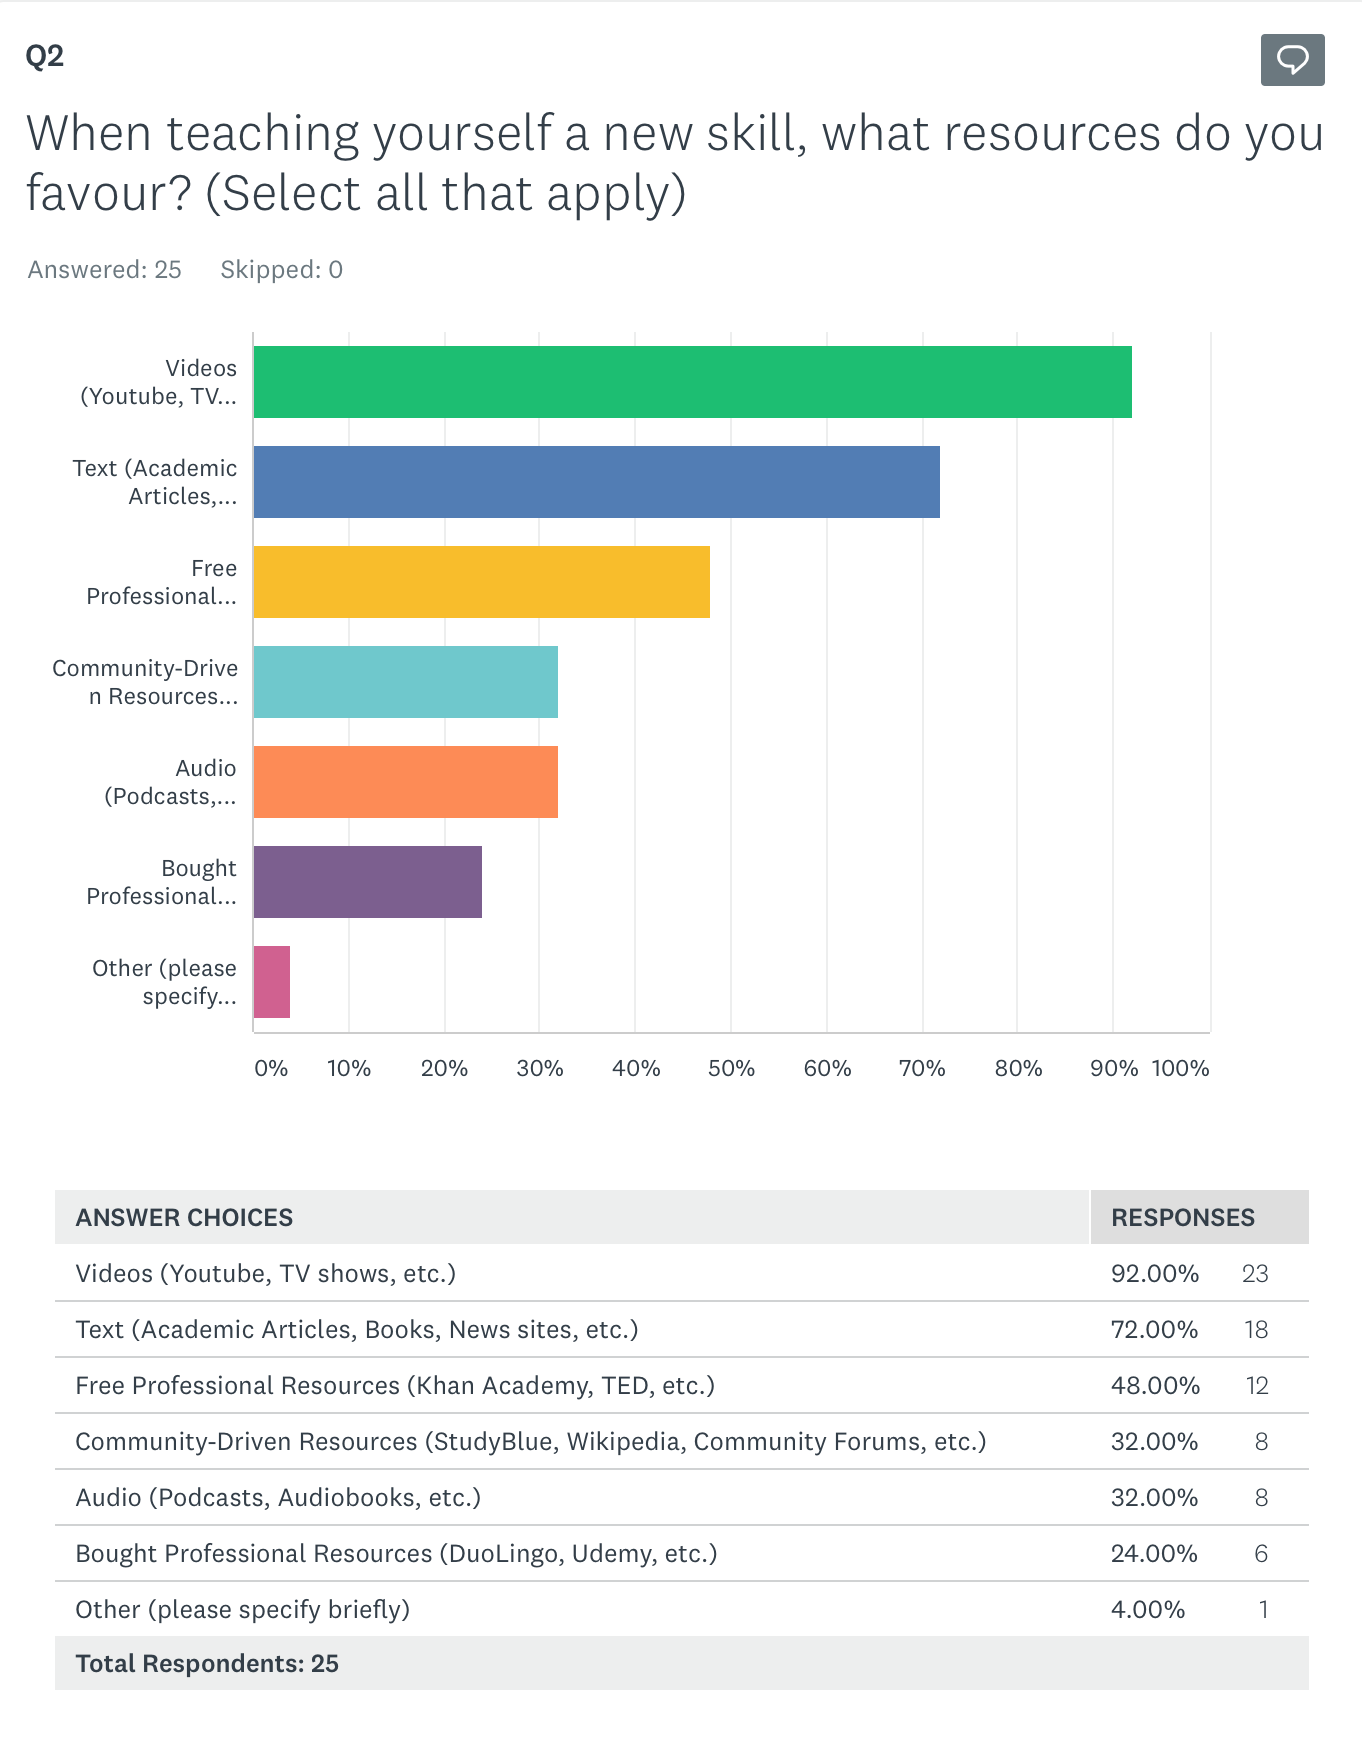 Q2
When teaching yourself a new skill, what resources do you
favour? (Select all that apply)
Answered: 25 Skipped: 0
Videos
(Youtube, TV...
Text (Academic
Articles,...
Free
Professional...
Community-Drive
n Resources...
Audio
(Podcasts,...
Bought
Professional...
Other (please
specify...
0% 10% 20% 30% 40% 50% 60% 70% 80% 90% 100%
ANSWER CHOICES RESPONSES
Videos (Youtube, TV shows, etc.) 92.00% 23
Text (Academic Articles, Books, News sites, etc.) 72.00% 18
Free Professional Resources (Khan Academy, TED, etc.) 48.00% 12
Community-Driven Resources (StudyBlue, Wikipedia, Community Forums, etc.) 32.00% 8
Audio (Podcasts, Audiobooks, etc.) 32.00% 8
Bought Professional Resources (DuoLingo, Udemy, etc.) 24.00% 6
Other (please specify briefly) 4.00% 1
Total Respondents: 25